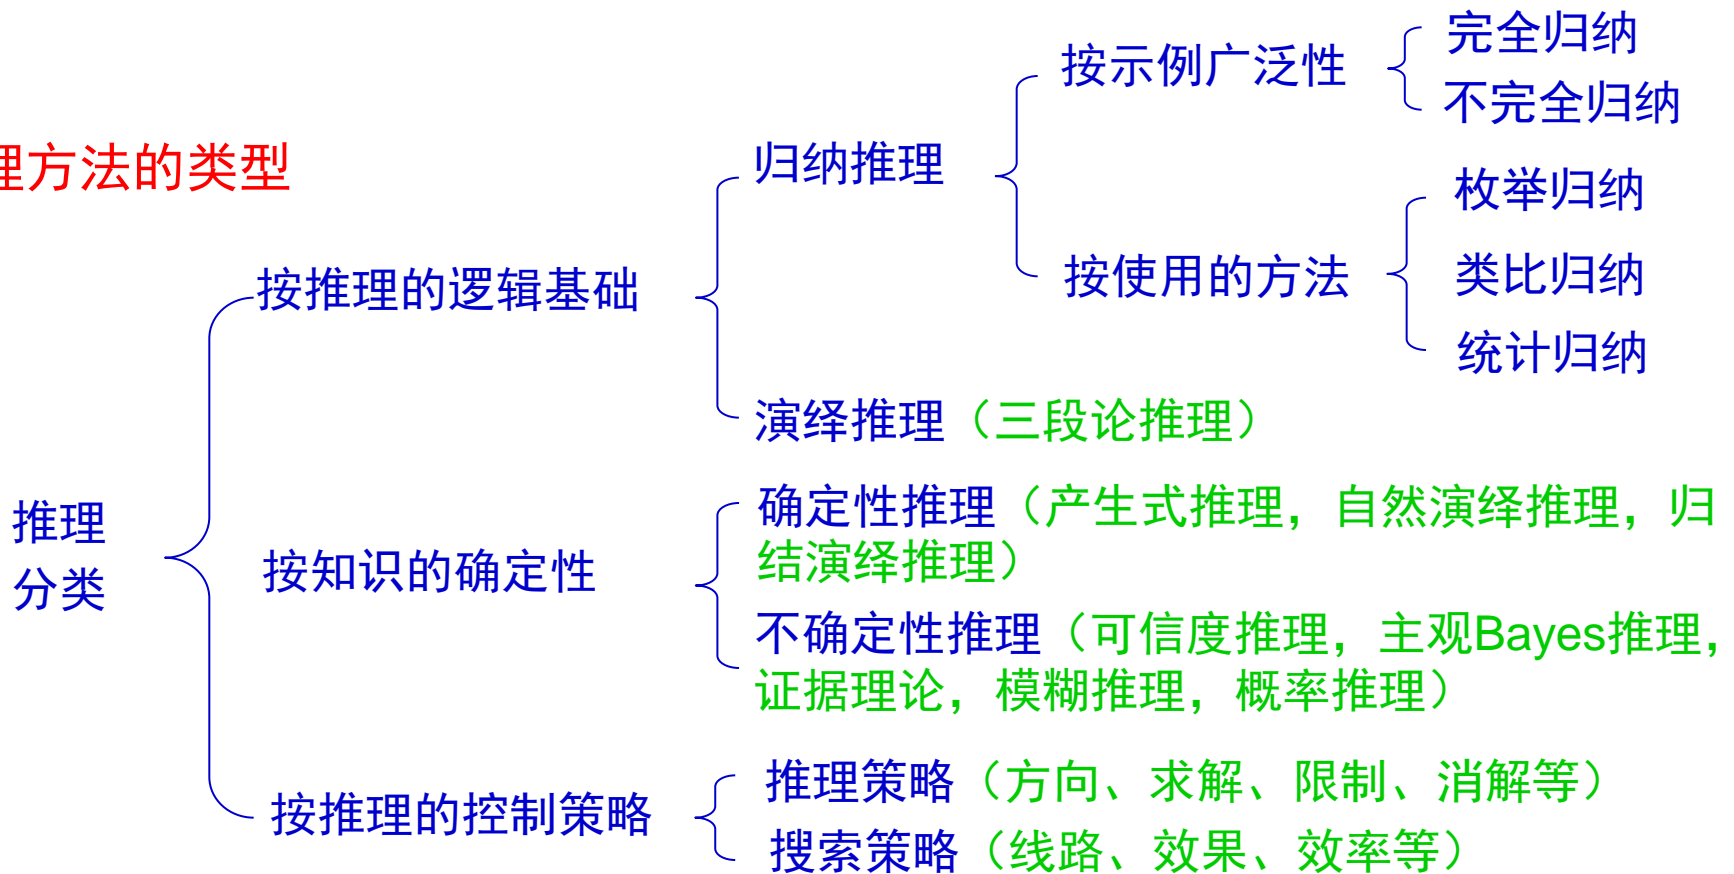 理方法的类型
推理
分类
按推理的逻辑基础
归纳推理
按示例广泛性
完全归纳
不完全归纳
按使用的方法
枚举归纳
类比归纳
统计归纳
演绎推理（三段论推理）
按知识的确定性
确定性推理（产生式推理，自然演绎推理，归
结演绎推理）
不确定性推理（可信度推理，主观Bayes推理，
证据理论，模糊推理，概率推理）
按推理的控制策略
推理策略（方向、求解、限制、消解等）
搜索策略（线路、效果、效率等）